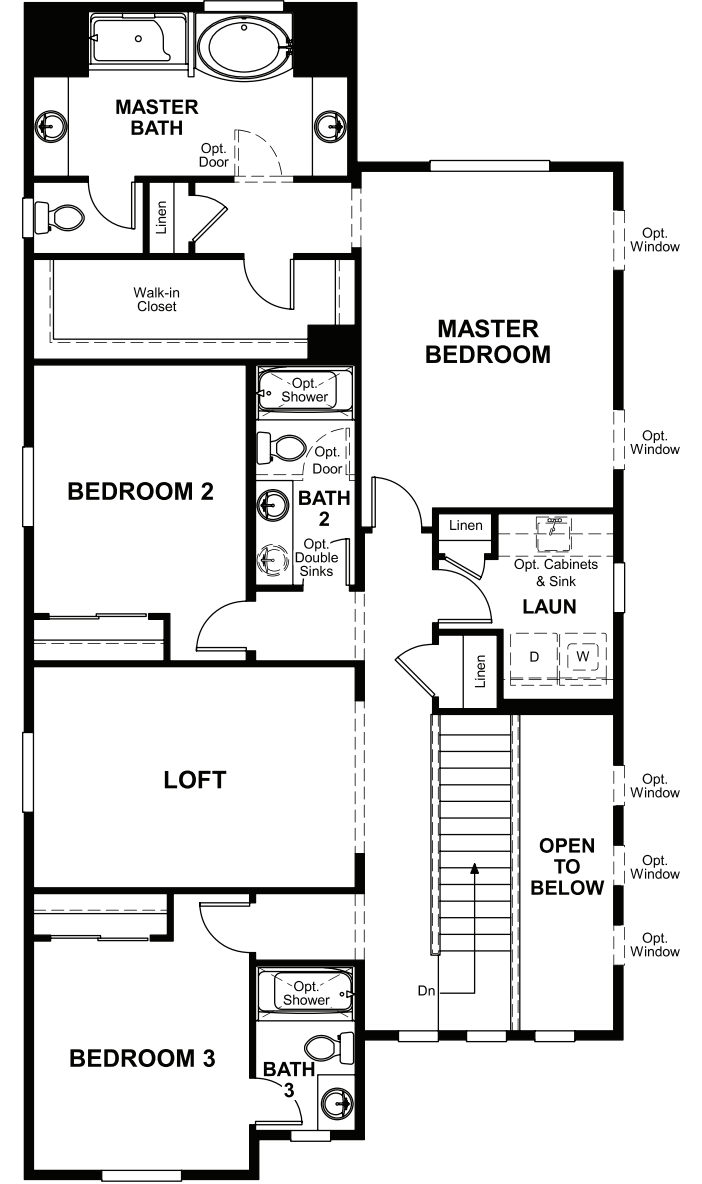 MASTER
BATH
Opt.
Door
Linen
Opt.
Window
Walk-in
Closet
MASTER
BEDROOM
Opt.
Shower
Opt.
Window
Opt.
Door
BEDROOM 2
BATH
2
Linen
Opt.
Double
Sinks
Opt. Cabinets
& Sink
LAUN
D
W
Linen
LOFT
Opt.
Window
OPEN
TO
BELOW
Opt.
Window
Opt.
Window
Dn
Opt.
Shower
BEDROOM 3
BATH
3